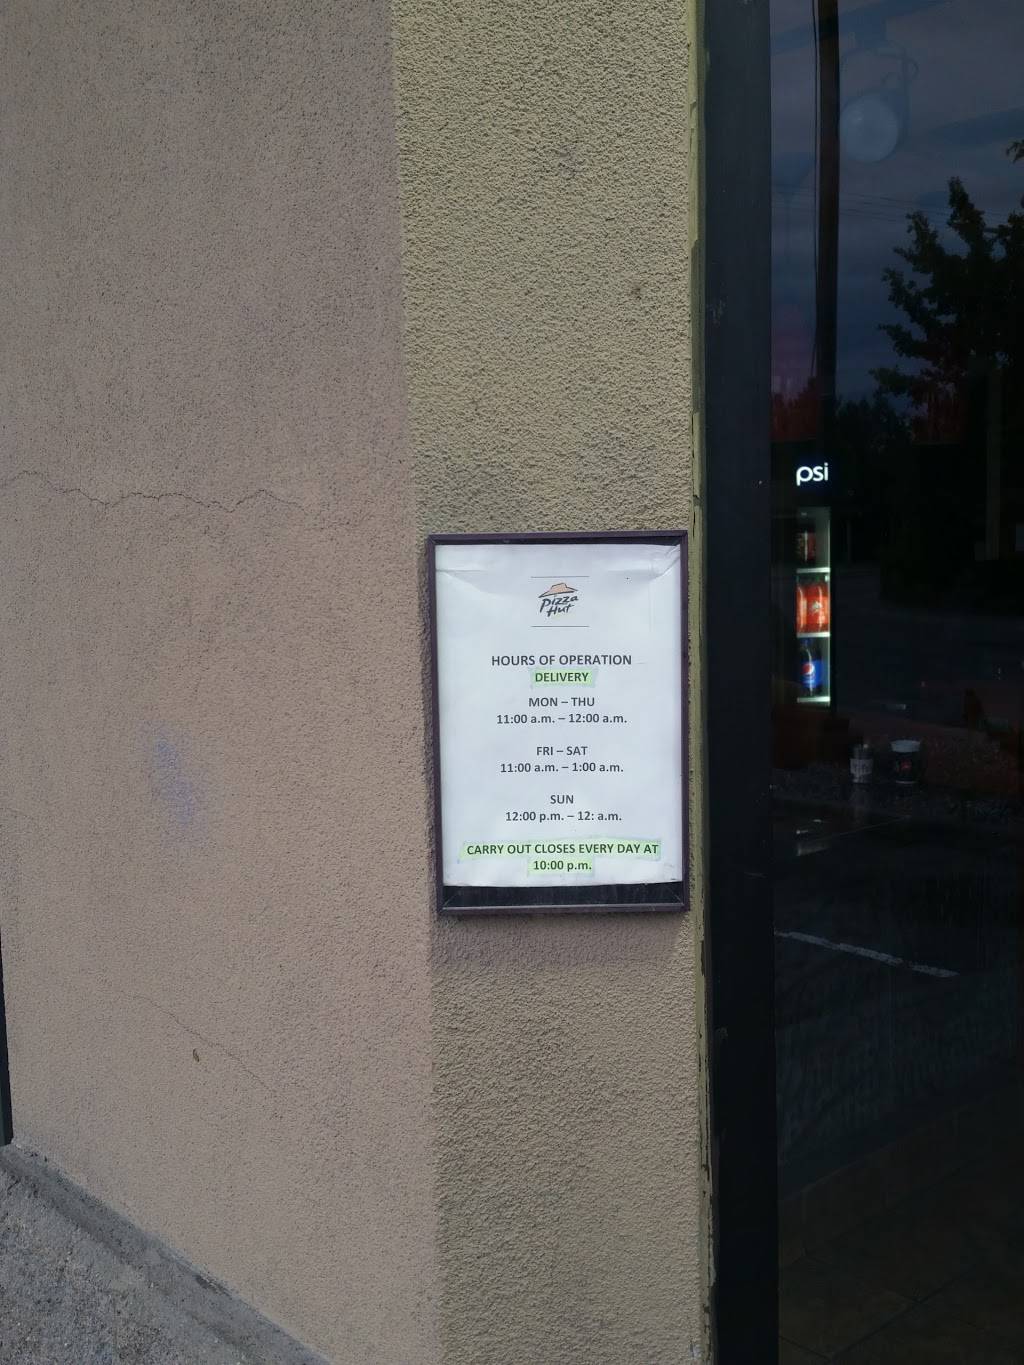 Pizza
Hut
HOURS OF OPERATION
DELIVERY
MON – THU
11:00 a.m. – 12:00 a.m.
FRI – SAT
11:00 a.m. – 1:00 a.m.
SUN
12:00 p.m. – 12: a.m.
CARRY OUT CLOSES EVERY DAY AT
10:00 p.m.
psi